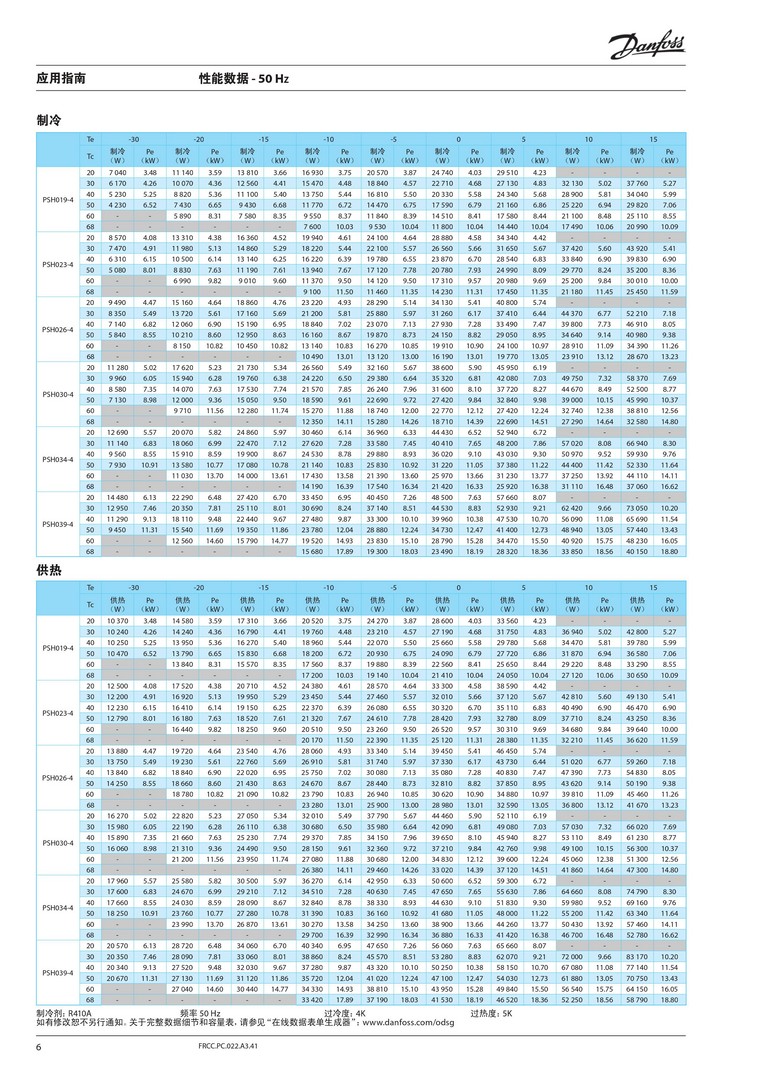 Danfoss
应用指南 性能数据 - 50 Hz
制冷
Te -30 -20 -15 -10 -5 0 5 10 15
Tc 制冷 (W) Pe (kW) 制冷 (W) Pe (kW) 制冷 (W) Pe (kW) 制冷 (W) Pe (kW) 制冷 (W) Pe (kW) 制冷 (W) Pe (kW) 制冷 (W) Pe (kW) 制冷 (W) Pe (kW) 制冷 (W) Pe (kW)
PSH019-4
20 7 040 3.48 11 140 3.59 13 810 3.66 16 930 3.75 20 570 3.87 24 740 4.03 29 510 4.23 - - - -
30 6 170 4.26 10 070 4.36 12 560 4.41 15 470 4.48 18 840 4.57 22 710 4.68 27 130 4.83 32 130 5.02 37 760 5.27
40 5 230 5.25 8 820 5.36 11 100 5.40 13 750 5.44 16 810 5.50 20 330 5.58 24 340 5.68 28 900 5.81 34 040 5.99
50 4 230 6.52 7 430 6.65 9 430 6.68 11 770 6.72 14 470 6.75 17 590 6.79 21 160 6.86 25 220 6.94 29 820 7.06
60 - - 5 890 8.31 7 580 8.35 9 550 8.37 11 840 8.39 14 510 8.41 17 580 8.44 21 100 8.48 25 110 8.55
68 - - - - - - 7 600 10.03 9 530 10.04 11 800 10.04 14 440 10.04 17 490 10.06 20 990 10.09
PSH023-4
20 8 570 4.08 13 310 4.38 16 360 4.52 19 940 4.61 24 100 4.64 28 880 4.58 34 340 4.42 - - - -
30 7 470 4.91 11 980 5.13 14 860 5.29 18 220 5.44 22 100 5.57 26 560 5.66 31 650 5.67 37 420 5.60 43 920 5.41
40 6 310 6.15 10 500 6.14 13 140 6.25 16 220 6.39 19 780 6.55 23 870 6.70 28 540 6.83 33 840 6.90 39 830 6.90
50 5 080 8.01 8 830 7.63 11 190 7.61 13 940 7.67 17 120 7.78 20 780 7.93 24 990 8.09 29 770 8.24 35 200 8.36
60 - - 6 990 9.82 9 010 9.60 11 370 9.50 14 120 9.50 17 310 9.57 20 980 9.69 25 200 9.84 30 010 10.00
68 - - - - - - 9 100 11.50 11 460 11.35 14 230 11.31 17 450 11.35 21 180 11.45 25 450 11.59
PSH026-4
20 9 490 4.47 15 160 4.64 18 860 4.76 23 220 4.93 28 290 5.14 34 130 5.41 40 800 5.74 - - - -
30 8 350 5.49 13 720 5.61 17 160 5.69 21 200 5.81 25 880 5.97 31 260 6.17 37 410 6.44 44 370 6.77 52 210 7.18
40 7 140 6.82 12 060 6.90 15 190 6.95 18 840 7.02 23 070 7.13 27 930 7.28 33 490 7.47 39 800 7.73 46 910 8.05
50 5 840 8.55 10 210 8.60 12 950 8.63 16 160 8.67 19 870 8.73 24 150 8.82 29 050 8.95 34 640 9.14 40 980 9.38
60 - - 8 150 10.82 10 450 10.82 13 140 10.83 16 270 10.85 19 910 10.90 24 100 10.97 28 910 11.09 34 390 11.26
68 - - - - - - 10 490 13.01 13 120 13.00 16 190 13.01 19 770 13.05 23 910 13.12 28 670 13.23
PSH030-4
20 11 280 5.02 17 620 5.23 21 730 5.34 26 560 5.49 32 160 5.67 38 600 5.90 45 950 6.19 - - - -
30 9 960 6.05 15 940 6.28 19 760 6.38 24 220 6.50 29 380 6.64 35 320 6.81 42 080 7.03 49 750 7.32 58 370 7.69
40 8 580 7.35 14 070 7.63 17 530 7.74 21 570 7.85 26 240 7.96 31 600 8.10 37 720 8.27 44 670 8.49 52 500 8.77
50 7 130 8.98 12 000 9.36 15 050 9.50 18 590 9.61 22 690 9.72 27 420 9.84 32 840 9.98 39 000 10.15 45 990 10.37
60 - - 9 710 11.56 12 280 11.74 15 270 11.88 18 740 12.00 22 770 12.12 27 420 12.24 32 740 12.38 38 810 12.56
68 - - - - - - 12 350 14.11 15 280 14.26 18 710 14.39 22 690 14.51 27 290 14.64 32 580 14.80
PSH034-4
20 12 690 5.57 20 070 5.82 24 860 5.97 30 460 6.14 36 960 6.33 44 430 6.52 52 940 6.72 - - - -
30 11 140 6.83 18 060 6.99 22 470 7.12 27 620 7.28 33 580 7.45 40 410 7.65 48 200 7.86 57 020 8.08 66 940 8.30
40 9 560 8.55 15 910 8.59 19 900 8.67 24 530 8.78 29 880 8.93 36 020 9.10 43 030 9.30 50 970 9.52 59 930 9.76
50 7 930 10.91 13 580 10.77 17 080 10.78 21 140 10.83 25 830 10.92 31 220 11.05 37 380 11.22 44 400 11.42 52 330 11.64
60 - - 11 030 13.70 14 000 13.61 17 430 13.58 21 390 13.60 25 970 13.66 31 230 13.77 37 250 13.92 44 110 14.11
68 - - - - - - 14 190 16.39 17 540 16.34 21 420 16.33 25 920 16.38 31 110 16.48 37 060 16.62
PSH039-4
20 14 480 6.13 22 290 6.48 27 420 6.70 33 450 6.95 40 450 7.26 48 500 7.63 57 660 8.07 - - - -
30 12 950 7.46 20 350 7.81 25 110 8.01 30 690 8.24 37 140 8.51 44 530 8.83 52 930 9.21 62 420 9.66 73 050 10.20
40 11 290 9.13 18 110 9.48 22 440 9.67 27 480 9.87 33 300 10.10 39 960 10.38 47 530 10.70 56 090 11.08 65 690 11.54
50 9 450 11.31 15 540 11.69 19 350 11.86 23 780 12.04 28 880 12.24 34 730 12.47 41 400 12.73 48 940 13.05 57 440 13.43
60 - - 12 560 14.60 15 790 14.77 19 520 14.93 23 830 15.10 28 790 15.28 34 470 15.50 40 920 15.75 48 230 16.05
68 - - - - - - 15 680 17.89 19 300 18.03 23 490 18.19 28 320 18.36 33 850 18.56 40 150 18.80
供热
Te -30 -20 -15 -10 -5 0 5 10 15
Tc 供热 (W) Pe (kW) 供热 (W) Pe (kW) 供热 (W) Pe (kW) 供热 (W) Pe (kW) 供热 (W) Pe (kW) 供热 (W) Pe (kW) 供热 (W) Pe (kW) 供热 (W) Pe (kW) 供热 (W) Pe (kW)
PSH019-4
20 10 370 3.48 14 580 3.59 17 310 3.66 20 520 3.75 24 270 3.87 28 600 4.03 33 560 4.23 - - - -
30 10 240 4.26 14 240 4.36 16 790 4.41 19 760 4.48 23 210 4.57 27 190 4.68 31 750 4.83 36 940 5.02 42 800 5.27
40 10 250 5.25 13 950 5.36 16 270 5.40 18 960 5.44 22 070 5.50 25 660 5.58 29 780 5.68 34 470 5.81 39 780 5.99
50 10 470 6.52 13 790 6.65 15 830 6.68 18 200 6.72 20 930 6.75 24 090 6.79 27 720 6.86 31 870 6.94 36 580 7.06
60 - - 13 840 8.31 15 570 8.35 17 560 8.37 19 880 8.39 22 560 8.41 25 650 8.44 29 220 8.48 33 290 8.55
68 - - - - - - 17 200 10.03 19 140 10.04 21 410 10.04 24 050 10.04 27 120 10.06 30 650 10.09
PSH023-4
20 12 500 4.08 17 520 4.38 20 710 4.52 24 380 4.61 28 570 4.64 33 300 4.58 38 590 4.42 - - - -
30 12 200 4.91 16 920 5.13 19 950 5.29 23 450 5.44 27 460 5.57 32 010 5.66 37 120 5.67 42 810 5.60 49 130 5.41
40 12 230 6.15 16 410 6.14 19 150 6.25 22 370 6.39 26 080 6.55 30 320 6.70 35 110 6.83 40 490 6.90 46 470 6.90
50 12 790 8.01 16 180 7.63 18 520 7.61 21 320 7.67 24 610 7.78 28 420 7.93 32 780 8.09 37 710 8.24 43 250 8.36
60 - - 16 440 9.82 18 250 9.60 20 510 9.50 23 260 9.50 26 520 9.57 30 310 9.69 34 680 9.84 39 640 10.00
68 - - - - - - 20 170 11.50 22 390 11.35 25 120 11.31 28 380 11.35 32 210 11.45 36 620 11.59
PSH026-4
20 13 880 4.47 19 720 4.64 23 540 4.76 28 060 4.93 33 340 5.14 39 450 5.41 46 450 5.74 - - - -
30 13 750 5.49 19 230 5.61 22 760 5.69 26 910 5.81 31 740 5.97 37 330 6.17 43 730 6.44 51 020 6.77 59 260 7.18
40 13 840 6.82 18 840 6.90 22 020 6.95 25 750 7.02 30 080 7.13 35 080 7.28 40 830 7.47 47 390 7.73 54 830 8.05
50 14 250 8.55 18 660 8.60 21 430 8.63 24 670 8.67 28 440 8.73 32 810 8.82 37 850 8.95 43 620 9.14 50 190 9.38
60 - - 18 780 10.82 21 090 10.82 23 790 10.83 26 940 10.85 30 620 10.90 34 880 10.97 39 810 11.09 45 460 11.26
68 - - - - - - 23 280 13.01 25 900 13.00 28 980 13.01 32 590 13.05 36 800 13.12 41 670 13.23
PSH030-4
20 16 270 5.02 22 820 5.23 27 050 5.34 32 010 5.49 37 790 5.67 44 460 5.90 52 110 6.19 - - - -
30 15 980 6.05 22 190 6.28 26 110 6.38 30 680 6.50 35 980 6.64 42 090 6.81 49 080 7.03 57 030 7.32 66 020 7.69
40 15 890 7.35 21 660 7.63 25 230 7.74 29 370 7.85 34 150 7.96 39 650 8.10 45 940 8.27 53 110 8.49 61 230 8.77
50 16 060 8.98 21 310 9.36 24 490 9.50 28 150 9.61 32 360 9.72 37 210 9.84 42 760 9.98 49 100 10.15 56 300 10.37
60 - - 21 200 11.56 23 950 11.74 27 080 11.88 30 680 12.00 34 830 12.12 39 600 12.24 45 060 12.38 51 300 12.56
68 - - - - - - 26 380 14.11 29 460 14.26 33 020 14.39 37 120 14.51 41 860 14.64 47 300 14.80
PSH034-4
20 17 960 5.57 25 580 5.82 30 500 5.97 36 270 6.14 42 950 6.33 50 600 6.52 59 300 6.72 - - - -
30 17 600 6.83 24 670 6.99 29 210 7.12 34 510 7.28 40 630 7.45 47 650 7.65 55 630 7.86 64 660 8.08 74 790 8.30
40 17 660 8.55 24 030 8.59 28 090 8.67 32 840 8.78 38 330 8.93 44 630 9.10 51 830 9.30 59 980 9.52 69 160 9.76
50 18 250 10.91 23 760 10.77 27 280 10.78 31 390 10.83 36 160 10.92 41 680 11.05 48 000 11.22 55 200 11.42 63 340 11.64
60 - - 23 990 13.70 26 870 13.61 30 270 13.58 34 250 13.60 38 900 13.66 44 260 13.77 50 430 13.92 57 460 14.11
68 - - - - - - 29 700 16.39 32 990 16.34 36 880 16.33 41 420 16.38 46 700 16.48 52 780 16.62
PSH039-4
20 20 570 6.13 28 720 6.48 34 060 6.70 40 340 6.95 47 650 7.26 56 060 7.63 65 660 8.07 - - - -
30 20 350 7.46 28 090 7.81 33 060 8.01 38 860 8.24 45 570 8.51 53 280 8.83 62 070 9.21 72 000 9.66 83 170 10.20
40 20 340 9.13 27 520 9.48 32 030 9.67 37 280 9.87 43 320 10.10 50 250 10.38 58 150 10.70 67 080 11.08 77 140 11.54
50 20 670 11.31 27 130 11.69 31 120 11.86 35 720 12.04 41 020 12.24 47 100 12.47 54 030 12.73 61 880 13.05 70 750 13.43
60 - - 27 040 14.60 30 440 14.77 34 330 14.93 38 810 15.10 43 950 15.28 49 840 15.50 56 540 15.75 64 150 16.05
68 - - - - - - 33 420 17.89 37 190 18.03 41 530 18.19 46 520 18.36 52 250 18.56 58 790 18.80
制冷剂: R410A 频率 50 Hz 过冷度: 4K 过热度: 5K
如有修改恕不另行通知。关于完整数据细节和容量表，请参见“在线数据表单生成器”: www.danfoss.com/odsg
6 FRCC.PC.022.A3.41